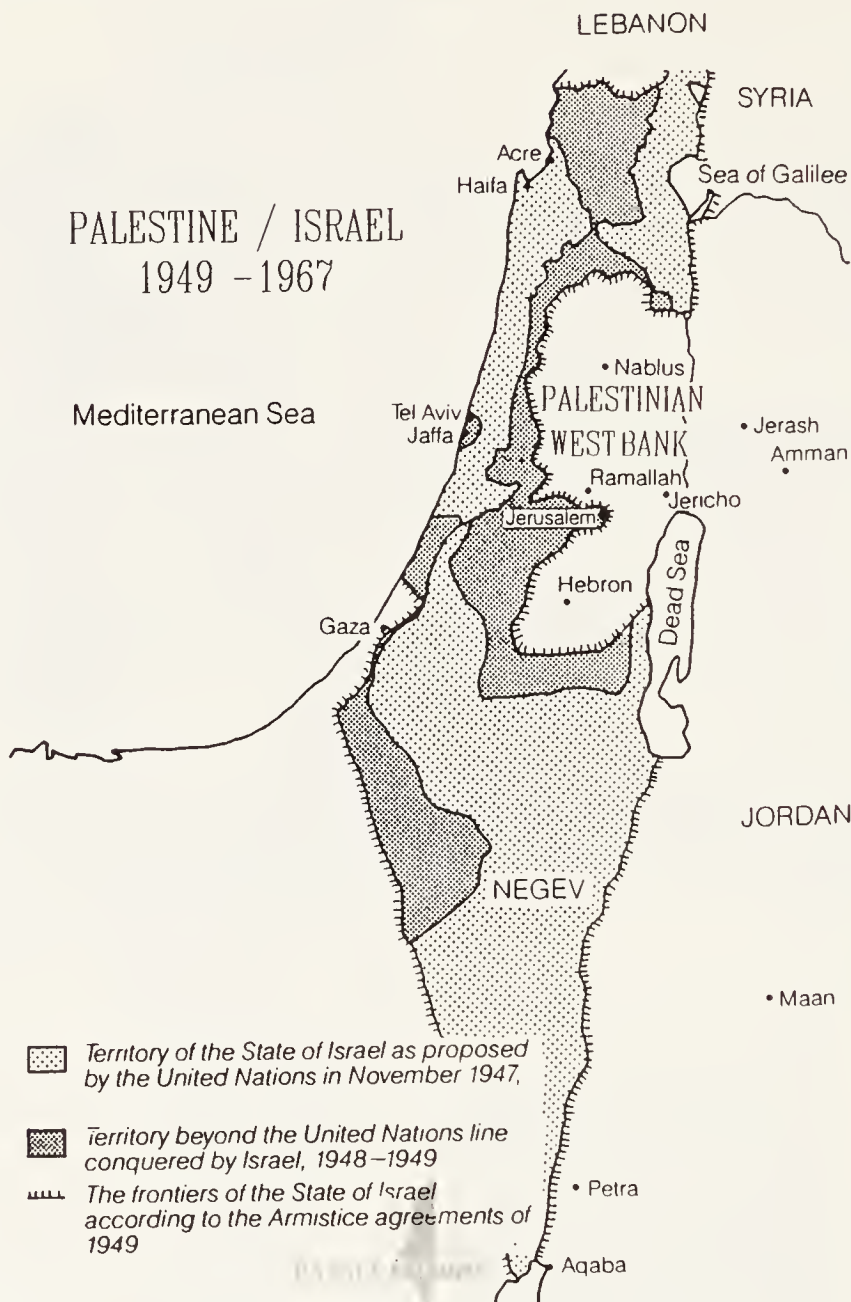 LEBANON
SYRIA
Acre
Haifa
Sea of Galilee
PALESTINE / ISRAEL
1949 - 1967
Nablus
Mediterranean Sea
Tel Aviv
Jaffa
PALESTINIAN
WEST BANK
Jerash
Amman
Ramallah
Jericho
Jerusalem
Hebron
Dead Sea
Gaza
JORDAN
NEGEV
Maan
Territory of the State of Israel as proposed
by the United Nations in November 1947,
Territory beyond the United Nations line
conquered by Israel, 1948–1949
The frontiers of the State of Israel
according to the Armistice agreements of
1949
Petra
Aqaba